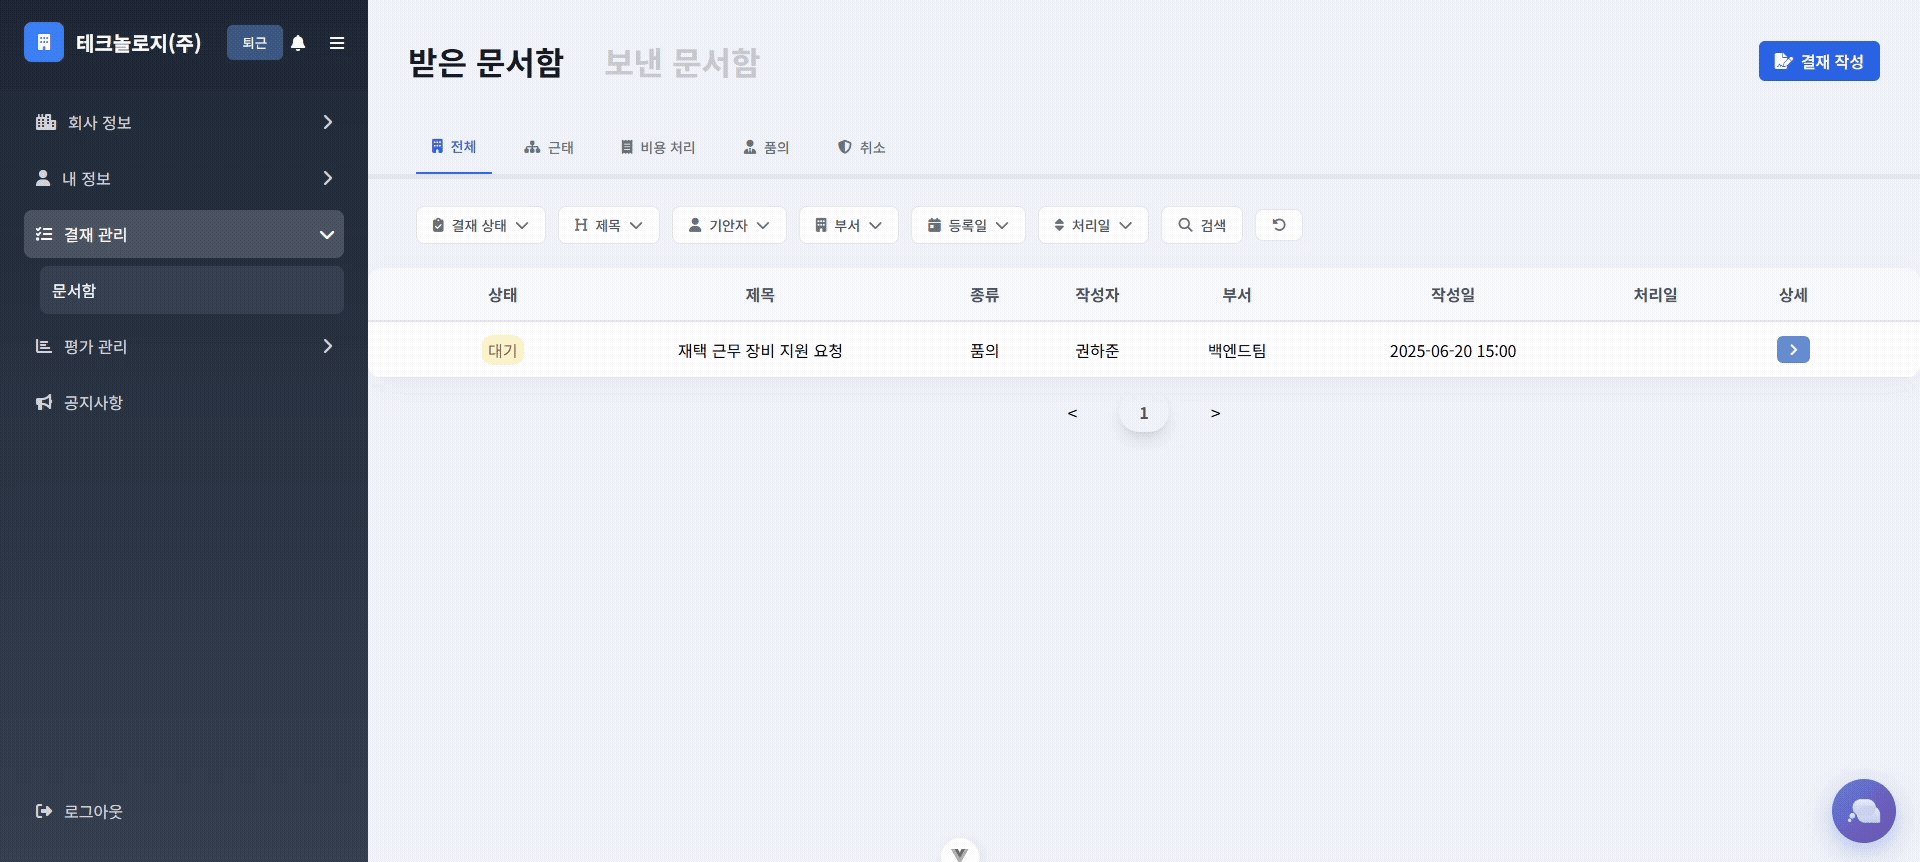 테크놀로지(주) 퇴근
회사 정보
내 정보
결재 관리
문서함
평가 관리
공지사항
로그아웃
받은 문서함 보낸 문서함
결재 작성
전체 근태 비용 처리 품의 취소
결재 상태 제목 기안자 부서 등록일 처리일 검색
상태 제목 종류 작성자 부서 작성일 처리일 상세
대기 재택 근무 장비 지원 요청 품의 권하준 백엔드팀 2025-06-20 15:00
< 1 >